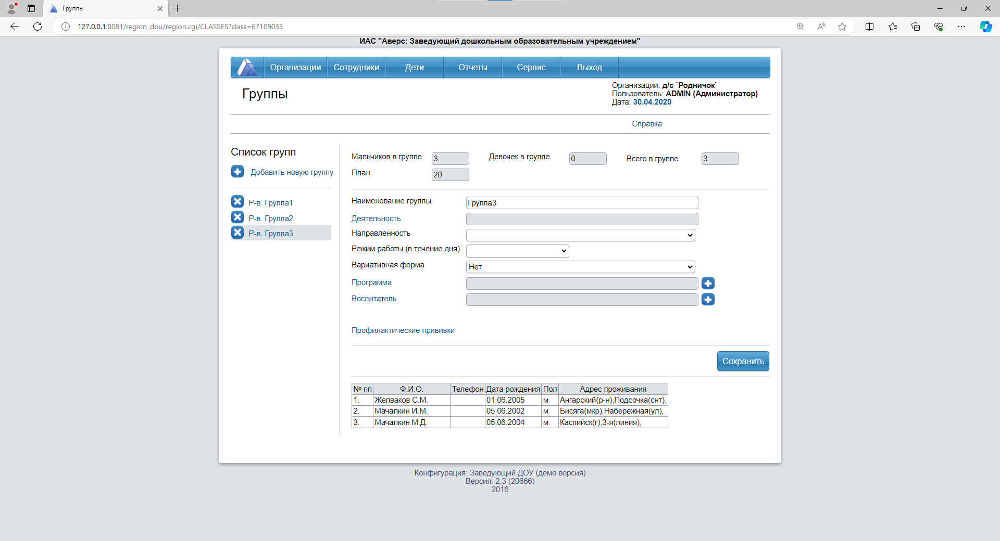 Группы
127.0.0.1:8081/region_dou/region.cgi/CLASSES?class=67109033
ИАС "Аверс: Заведующий дошкольным образовательным учреждением"
Организации Сотрудники Дети Отчеты Сервис Выход
Группы
Организации: д/с `Родничок`
Пользователь: ADMIN (Администратор)
Дата: 30.04.2020
Справка
Список групп
Добавить новую группу
Р-в. Группа1
Р-в. Группа2
Р-в. Группа3
Мальчиков в группе 3 Девочек в группе 0 Всего в группе 3
План 20
Наименование группы Группа3
Деятельность
Направленность
Режим работы (в течение дня)
Вариативная форма Нет
Программа
Воспитатель
Профилактические прививки
Сохранить
№ пп Ф.И.О. Телефон Дата рождения Пол Адрес проживания
1. Желваков С.М. 01.06.2005 м Ангарский(р-н),Подсочка(снт),
2. Мачалкин И.М. 05.06.2002 м Бисяга(мкр),Набережная(ул),
3. Мачалкин М.Д. 05.06.2004 м Каспийск(г),3-я(линия),
Конфигурация: Заведующий ДОУ (демо версия)
Версия: 2.3 (20666)
2016